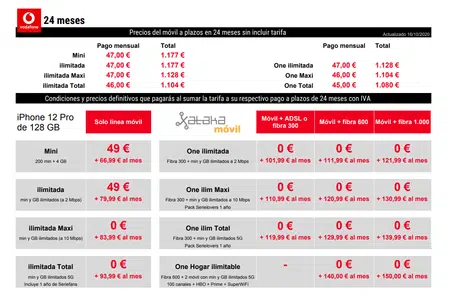 vodafone
24 meses
Precios del móvil a plazos en 24 meses sin incluir tarifa
Actualizado 16/10/2020
Pago mensual Total Pago mensual Total
Mini 47,00 € 1.177 €
ilimitada 47,00 € 1.177 € One ilimitada 47,00 € 1.128 €
ilimitada Maxi 47,00 € 1.128 € One Maxi 46,00 € 1.104 €
ilimitada Total 46,00 € 1.104 € One Total 45,00 € 1.080 €
Condiciones y precios definitivos que pagarás al sumar la tarifa a su respectivo pago a plazos de 24 meses con IVA
iPhone 12 Pro
de 128 GB
Solo línea móvil
xataka
móvil
Móvil + ADSL o
fibra 300
Móvil + fibra 600
Móvil + fibra 1.000
Mini
200 min + 4 GB
49 €
+ 66,99 € al mes
One ilimitada
Fibra 300 + min y GB ilimitados a 2 Mbps
0 €
+ 101,99 € al mes
0 €
+ 111,99 € al mes
0 €
+ 121,99 € al mes
ilimitada
min y GB ilimitados (a 2 Mbps)
49 €
+ 79,99 € al mes
One ilim Maxi
Fibra 300 + min y GB ilimitados a 10 Mbps
Pack Serielovers 1 año
0 €
+ 110,99 € al mes
0 €
+ 120,99 € al mes
0 €
+ 130,99 € al mes
ilimitada Maxi
min y GB ilimitados (a 10 Mbps)
0 €
+ 83,99 € al mes
One ilim Total
Fibra 300 + min y GB ilimitados 5G
Pack Serielovers 1 año
0 €
+ 119,99 € al mes
0 €
+ 129,99 € al mes
0 €
+ 139,99 € al mes
ilimitada Total
min y GB ilimitados 5G
Incluye 1 año de Seriefans
0 €
+ 93,99 € al mes
One Hogar ilimitable
Fibra 600 + 2 móvil con min y GB ilimitados 5G
100 canales + HBO + Prime + SuperWiFi
-
0 €
+ 140,00 € al mes
0 €
+ 150,00 € al mes